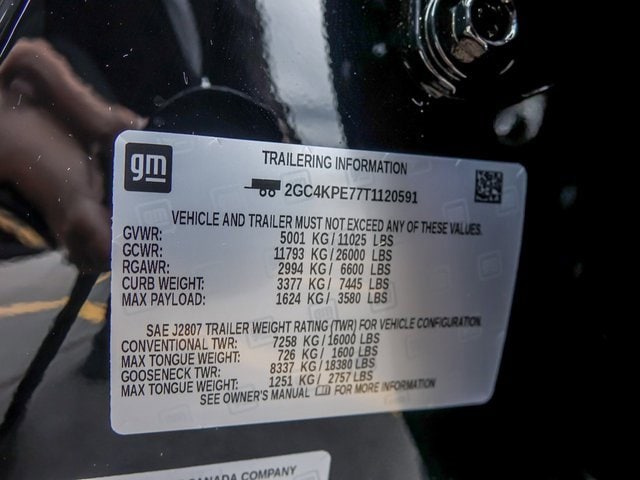 gm
TRAILERING INFORMATION
2GC4KPE77T1120591
VEHICLE AND TRAILER MUST NOT EXCEED ANY OF THESE VALUES.
GVWR: 5001 KG/11025 LBS
GCWR: 11793 KG/26000 LBS
RGAWR: 2994 KG/ 6600 LBS
CURB WEIGHT: 3377 KG/ 7445 LBS
MAX PAYLOAD: 1624 KG/ 3580 LBS
SAE J2807 TRAILER WEIGHT RATING (TWR) FOR VEHICLE CONFIGURATION.
CONVENTIONAL TWR: 7258 KG/16000 LBS
MAX TONGUE WEIGHT: 726 KG/ 1600 LBS
GOOSENECK TWR: 8337 KG/18380 LBS
MAX TONGUE WEIGHT: 1251 KG/ 2757 LBS
SEE OWNER'S MANUAL FOR MORE INFORMATION
CANADA COMPANY